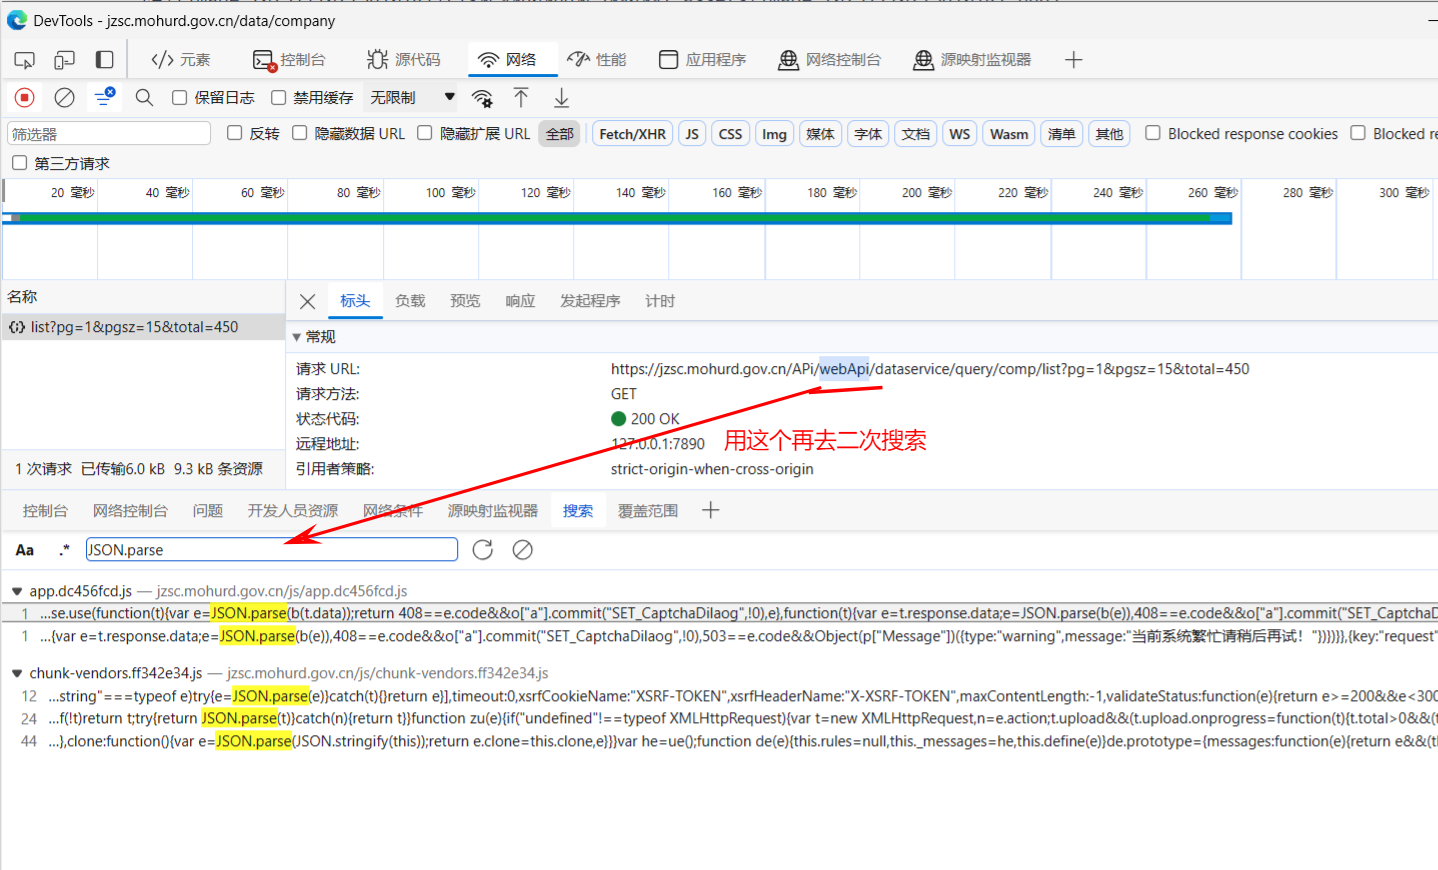 DevTools - jzsc.mohurd.gov.cn/data/company
元素 控制台 源代码 网络 性能 应用程序 网络控制台 源映射监视器
保留日志 禁用缓存 无限制
筛选器 反转 隐藏数据 URL 隐藏扩展 URL 全部 Fetch/XHR JS CSS Img 媒体 字体 文档 WS Wasm 清单 其他 Blocked response cookies Blocked re
第三方请求
20 毫秒 40 毫秒 60 毫秒 80 毫秒 100 毫秒 120 毫秒 140 毫秒 160 毫秒 180 毫秒 200 毫秒 220 毫秒 240 毫秒 260 毫秒 280 毫秒 300 毫秒
名称
list?pg=1&pgsz=15&total=450
1 次请求 已传输6.0 kB 9.3 kB 条资源
标头 负载 预览 响应 发起程序 计时
常规
请求 URL: https://jzsc.mohurd.gov.cn/APi/webApi/dataservice/query/comp/list?pg=1&pgsz=15&total=450
请求方法: GET
状态代码: 200 OK
远程地址: 127.0.0.1:7890
用这个再去二次搜索
引用者策略: strict-origin-when-cross-origin
控制台 网络控制台 问题 开发人员资源 网络条件 源映射监视器 搜索 覆盖范围
Aa .* JSON.parse
app.dc456fcd.js — jzsc.mohurd.gov.cn/js/app.dc456fcd.js
1 ...se.use(function(t){var e=JSON.parse(b(t.data));return 408==e.code&&o["a"].commit("SET_CaptchaDilaog",!0),e},function(t){var e=t.response.data;e=JSON.parse(b(e)),408==e.code&&o["a"].commit("SET_CaptchaD
1 ...{var e=t.response.data;e=JSON.parse(b(e)),408==e.code&&o["a"].commit("SET_CaptchaDilaog",!0),503==e.code&&Object(p["Message"])({type:"warning",message:"当前系统繁忙请稍后再试！"})})}},{key:"request"
chunk-vendors.ff342e34.js — jzsc.mohurd.gov.cn/js/chunk-vendors.ff342e34.js
12 ...string"===typeof e)try{e=JSON.parse(e)}catch(t){}return e],timeout:0,xsrfCookieName:"XSRF-TOKEN",xsrfHeaderName:"X-XSRF-TOKEN",maxContentLength:-1,validateStatus:function(e){return e>=200&&e<300
24 ...f(!t)return t;try{return JSON.parse(t)}catch(n){return t}}function zu(e){if("undefined"!==typeof XMLHttpRequest){var t=new XMLHttpRequest,n=e.action;t.upload&&(t.upload.onprogress=function(t){t.total>0&&(t
44 ...},clone:function(){var e=JSON.parse(JSON.stringify(this));return e.clone=this.clone,e}}}var he=ue();function de(e){this.rules=null,this._messages=he,this.define(e)}de.prototype={messages:function(e){return e&&(th